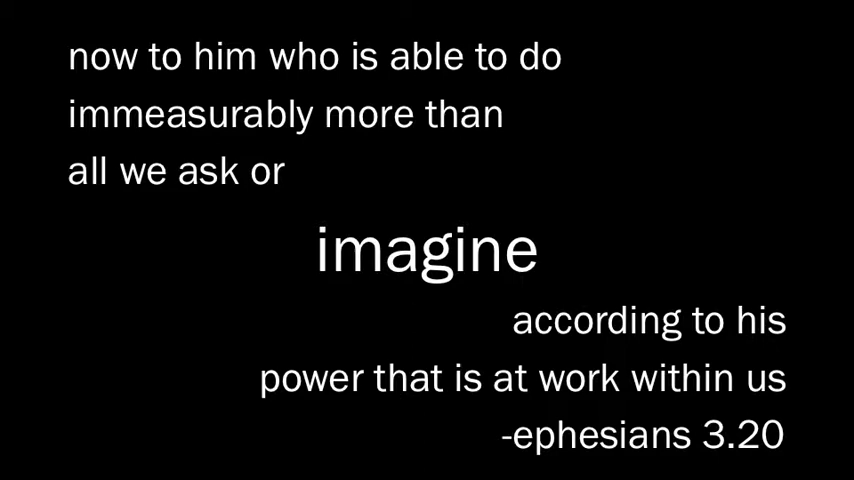 now to him who is able to do
immeasurably more than
all we ask or
imagine
according to his
power that is at work within us
-ephesians 3.20